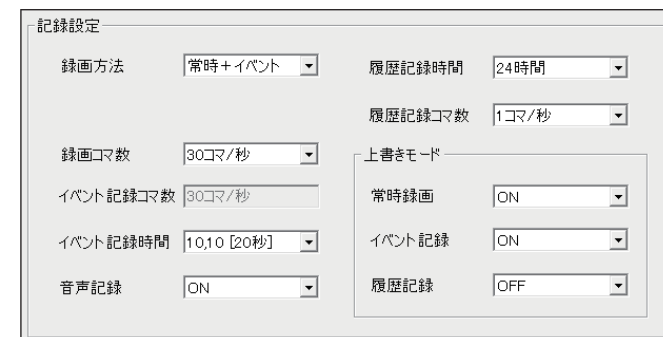 記録設定
録画方法 常時+イベント 履歴記録時間 24時間
履歴記録コマ数 1コマ/秒
録画コマ数 30コマ/秒 上書きモード
イベント記録コマ数 30コマ/秒 常時録画 ON
イベント記録時間 10,10 [20秒] イベント記録 ON
音声記録 ON 履歴記録 OFF